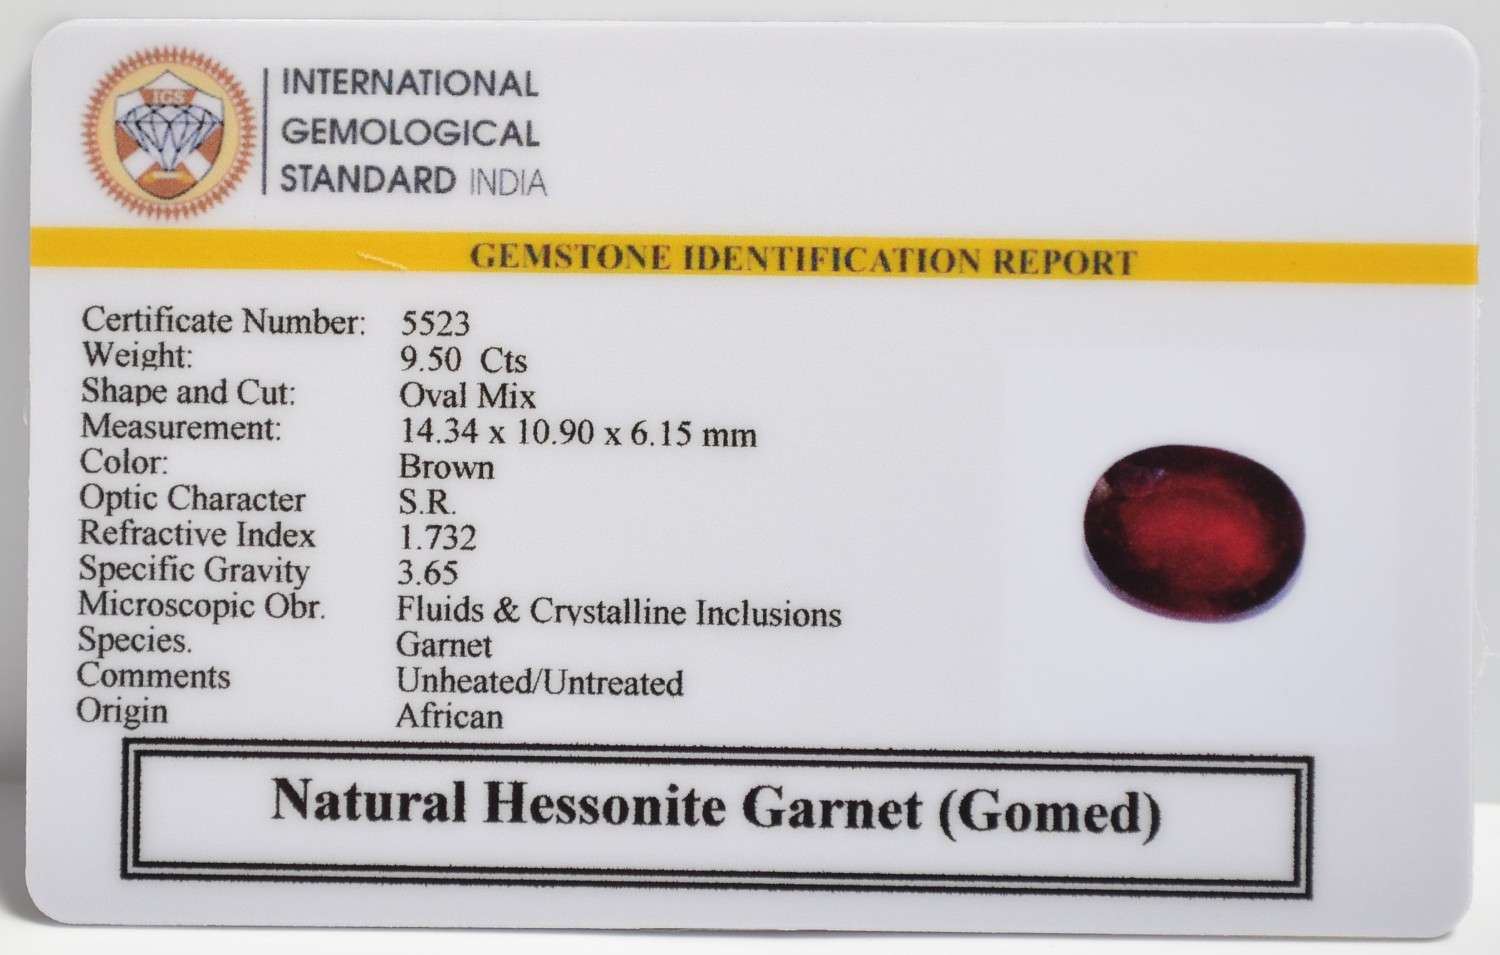 IGS
INTERNATIONAL
GEMOLOGICAL
STANDARD INDIA
GEMSTONE IDENTIFICATION REPORT
Certificate Number: 5523
Weight: 9.50 Cts
Shape and Cut: Oval Mix
Measurement: 14.34 x 10.90 x 6.15 mm
Color: Brown
Optic Character S.R.
Refractive Index 1.732
Specific Gravity 3.65
Microscopic Obr. Fluids & Crystalline Inclusions
Species. Garnet
Comments Unheated/Untreated
Origin African
Natural Hessonite Garnet (Gomed)